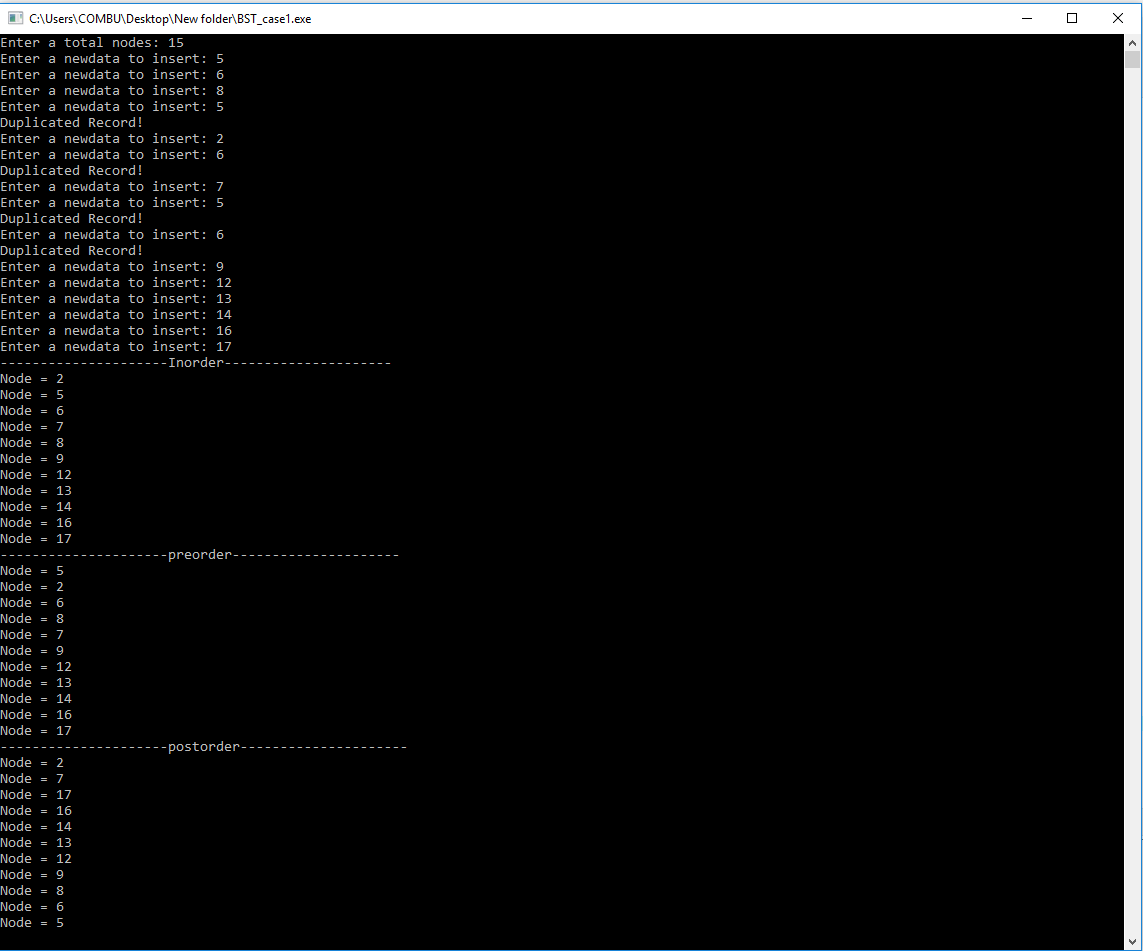 C:\Users\COMBU\Desktop\New folder\BST_case1.exe
Enter a total nodes: 15
Enter a newdata to insert: 5
Enter a newdata to insert: 6
Enter a newdata to insert: 8
Enter a newdata to insert: 5
Duplicated Record!
Enter a newdata to insert: 2
Enter a newdata to insert: 6
Duplicated Record!
Enter a newdata to insert: 7
Enter a newdata to insert: 5
Duplicated Record!
Enter a newdata to insert: 6
Duplicated Record!
Enter a newdata to insert: 9
Enter a newdata to insert: 12
Enter a newdata to insert: 13
Enter a newdata to insert: 14
Enter a newdata to insert: 16
Enter a newdata to insert: 17
---------------------Inorder---------------------
Node = 2
Node = 5
Node = 6
Node = 7
Node = 8
Node = 9
Node = 12
Node = 13
Node = 14
Node = 16
Node = 17
---------------------preorder---------------------
Node = 5
Node = 2
Node = 6
Node = 8
Node = 7
Node = 9
Node = 12
Node = 13
Node = 14
Node = 16
Node = 17
---------------------postorder---------------------
Node = 2
Node = 7
Node = 17
Node = 16
Node = 14
Node = 13
Node = 12
Node = 9
Node = 8
Node = 6
Node = 5